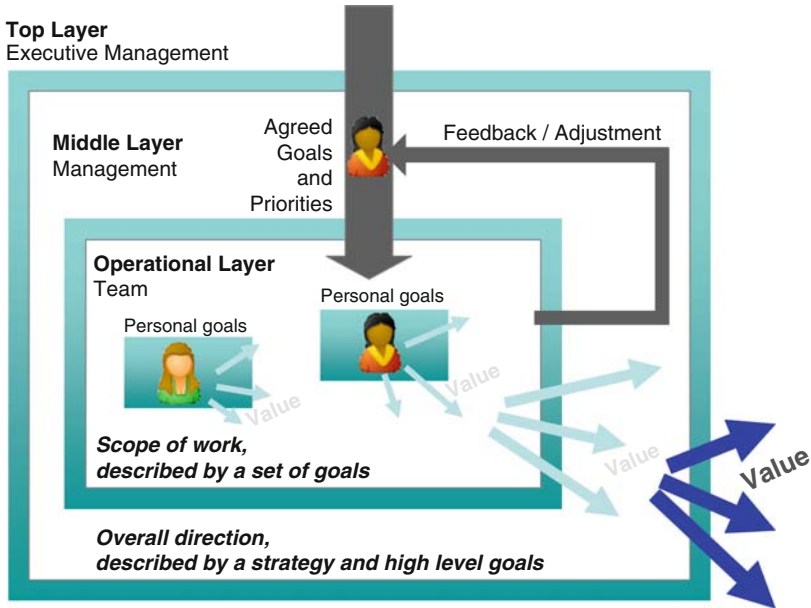 Top Layer
Executive Management
Middle Layer
Management
Agreed
Goals
and
Priorities
Feedback / Adjustment
Operational Layer
Team
Personal goals
Personal goals
Value
Value
Scope of work,
described by a set of goals
Value
Value
Overall direction,
described by a strategy and high level goals